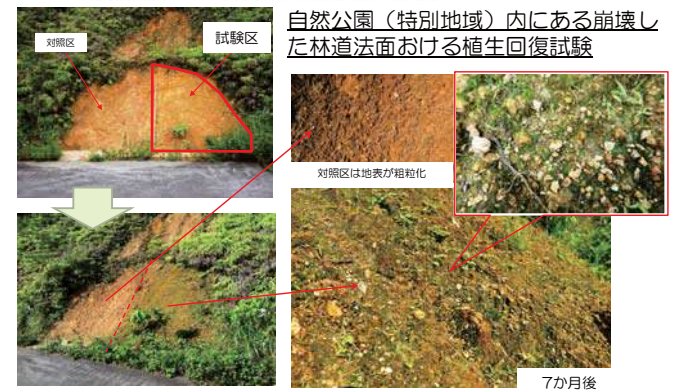 自然公園（特別地域）内にある崩壊し
た林道法面おける植生回復試験
対照区
試験区
対照区は地表が粗粒化
7か月後